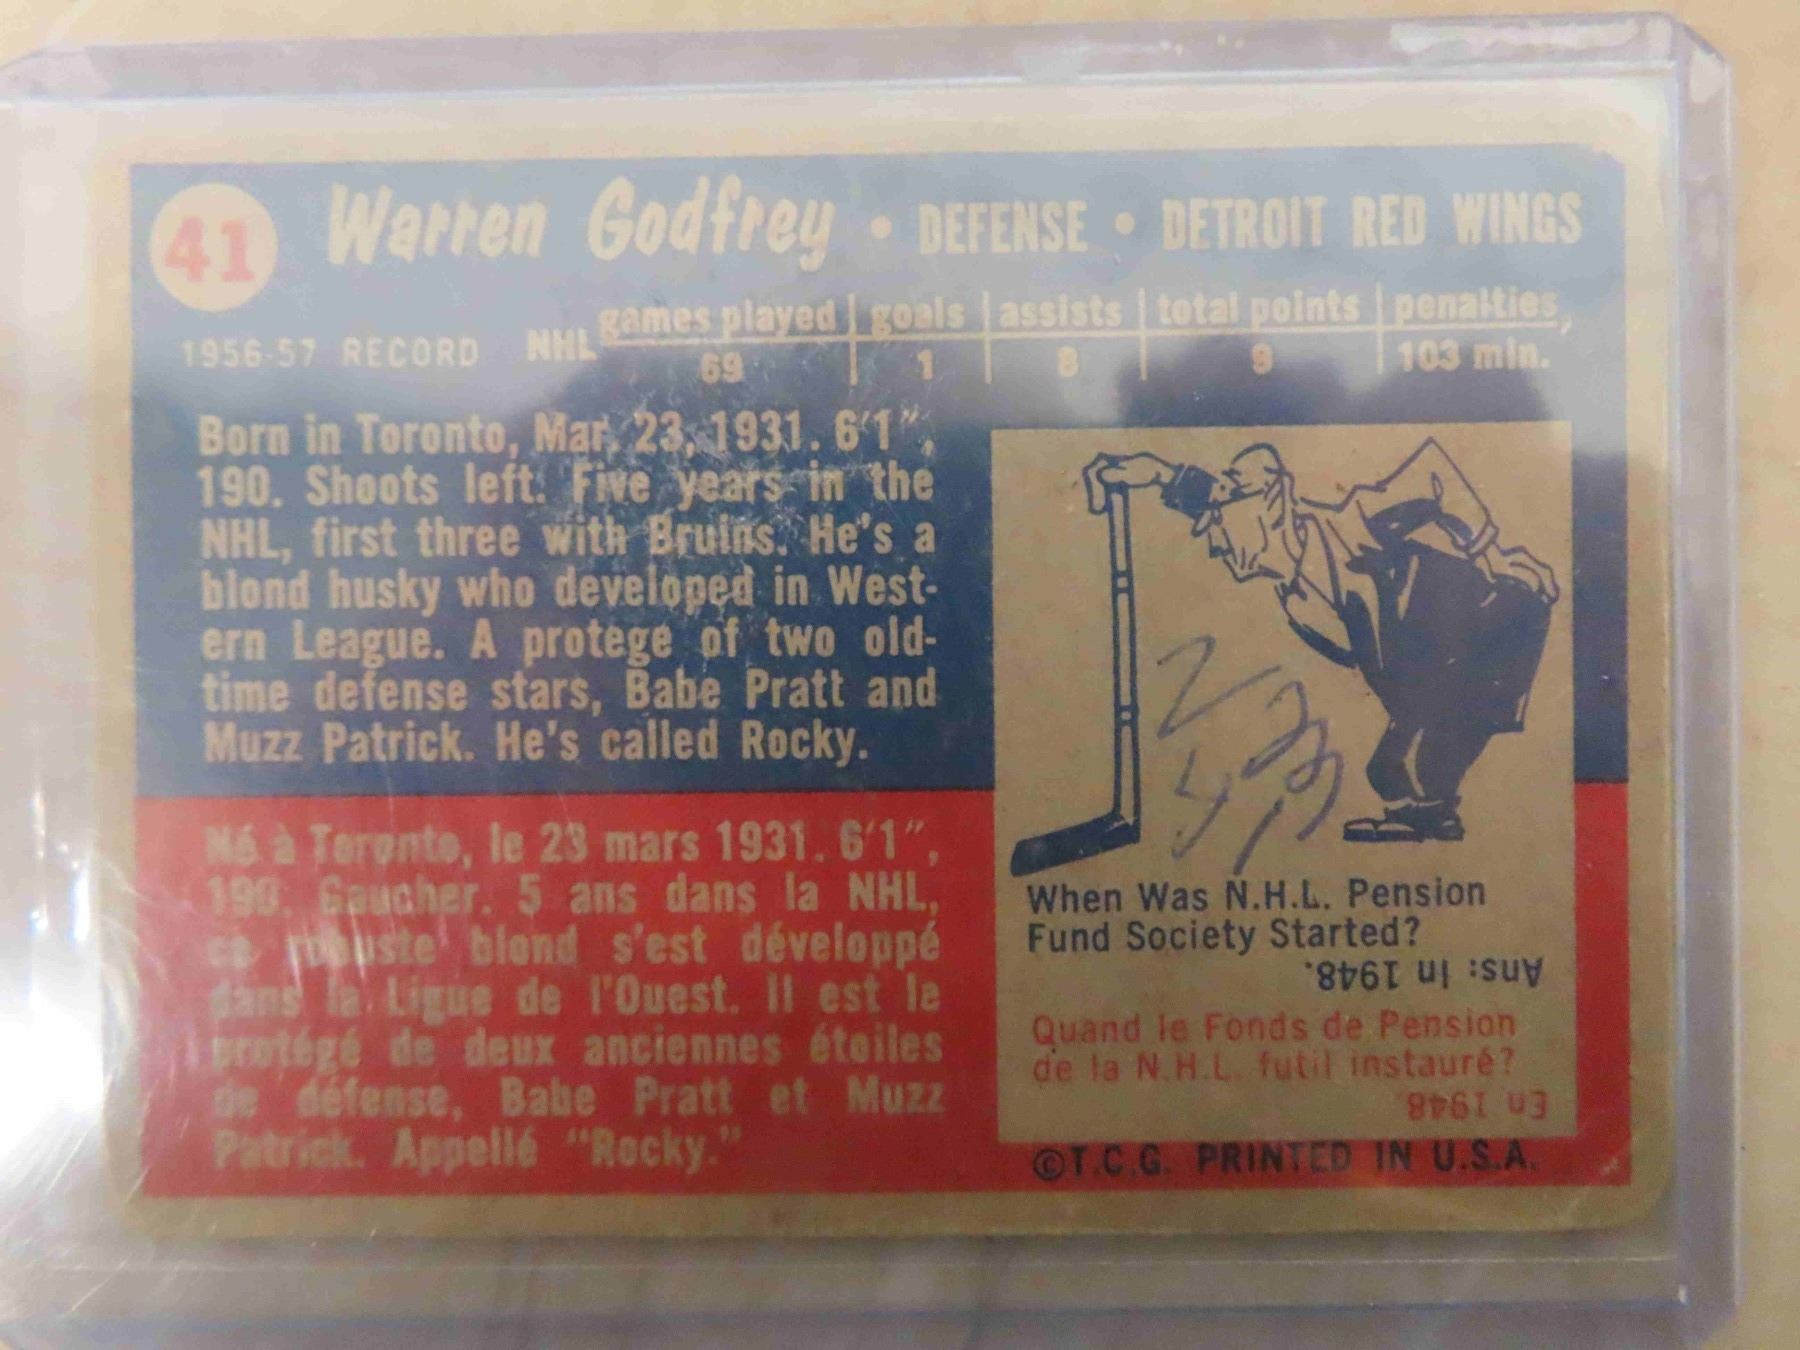 41 Warren Godfrey • DEFENSE • DETROIT RED WINGS
games played | goals | assists | total points | penalties,
1956-57 RECORD NHL 69 | 1 | 8 | 9 | 103 min.
Born in Toronto, Mar. 23, 1931. 6'1",
190. Shoots left. Five years in the
NHL, first three with Bruins. He's a
blond husky who developed in West-
ern League. A protege of two old-
time defense stars, Babe Pratt and
Muzz Patrick. He's called Rocky.
Né à Toronto, le 23 mars 1931. 6'1",
190. Gaucher. 5 ans dans la NHL,
ce robuste blond s'est développé
dans la Ligue de l'Ouest. Il est le
protégé de deux anciennes étoiles
de défense, Babe Pratt et Muzz
Patrick. Appellé "Rocky."
When Was N.H.L. Pension
Fund Society Started?
Ans: In 1948.
Quand le Fonds de Pension
de la N.H.L. futil instauré?
En 1948
©T.C.G. PRINTED IN U.S.A.